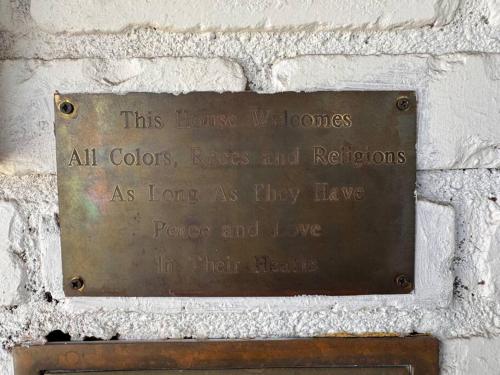 This House Welcomes
All Colors, Races and Religions
As Long As They Have
Peace and Love
In Their Hearts